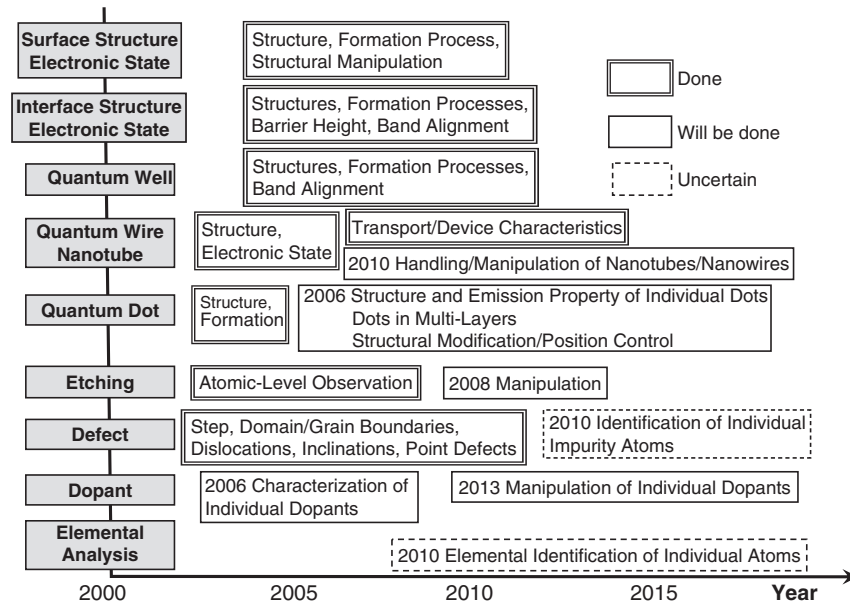 Surface Structure
Electronic State
Structure, Formation Process,
Structural Manipulation
Done
Interface Structure
Electronic State
Structures, Formation Processes,
Barrier Height, Band Alignment
Will be done
Quantum Well
Structures, Formation Processes,
Band Alignment
Uncertain
Quantum Wire
Nanotube
Structure,
Electronic State
Transport/Device Characteristics
2010 Handling/Manipulation of Nanotubes/Nanowires
Quantum Dot
Structure,
Formation
2006 Structure and Emission Property of Individual Dots
Dots in Multi-Layers
Structural Modification/Position Control
Etching
Atomic-Level Observation
2008 Manipulation
Defect
Step, Domain/Grain Boundaries,
Dislocations, Inclinations, Point Defects
2010 Identification of Individual
Impurity Atoms
Dopant
2006 Characterization of
Individual Dopants
2013 Manipulation of Individual Dopants
Elemental
Analysis
2010 Elemental Identification of Individual Atoms
2000 2005 2010 2015 Year